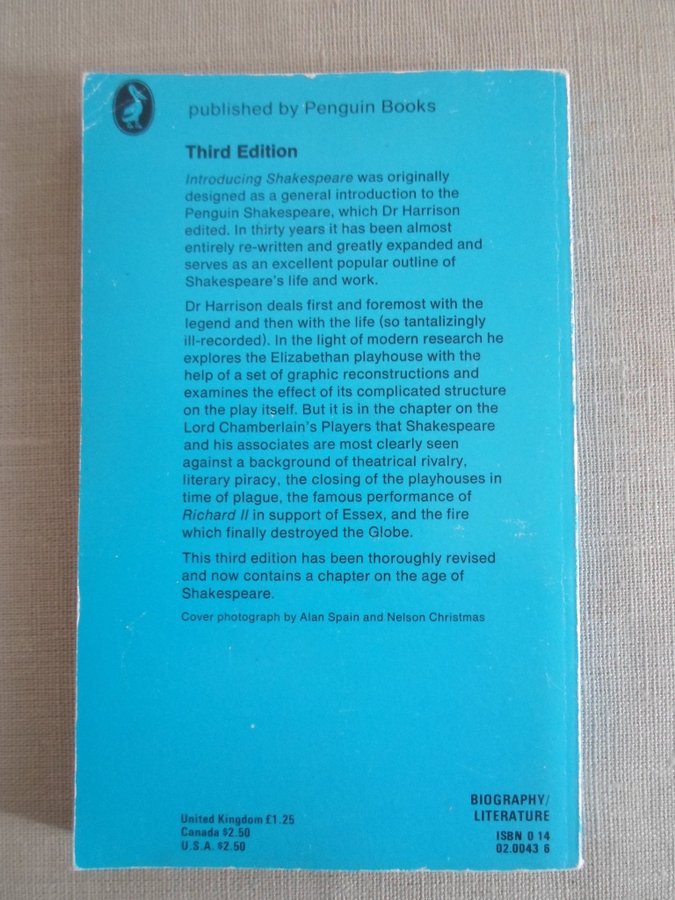 published by Penguin Books
Third Edition
Introducing Shakespeare was originally
designed as a general introduction to the
Penguin Shakespeare, which Dr Harrison
edited. In thirty years it has been almost
entirely re-written and greatly expanded and
serves as an excellent popular outline of
Shakespeare's life and work.
Dr Harrison deals first and foremost with the
legend and then with the life (so tantalizingly
ill-recorded). In the light of modern research he
explores the Elizabethan playhouse with the
help of a set of graphic reconstructions and
examines the effect of its complicated structure
on the play itself. But it is in the chapter on the
Lord Chamberlain's Players that Shakespeare
and his associates are most clearly seen
against a background of theatrical rivalry,
literary piracy, the closing of the playhouses in
time of plague, the famous performance of
Richard II in support of Essex, and the fire
which finally destroyed the Globe.
This third edition has been thoroughly revised
and now contains a chapter on the age of
Shakespeare.
Cover photograph by Alan Spain and Nelson Christmas
United Kingdom £1.25
Canada $2.50
U.S.A. $2.50
BIOGRAPHY/
LITERATURE
ISBN 0 14
02.0043 6